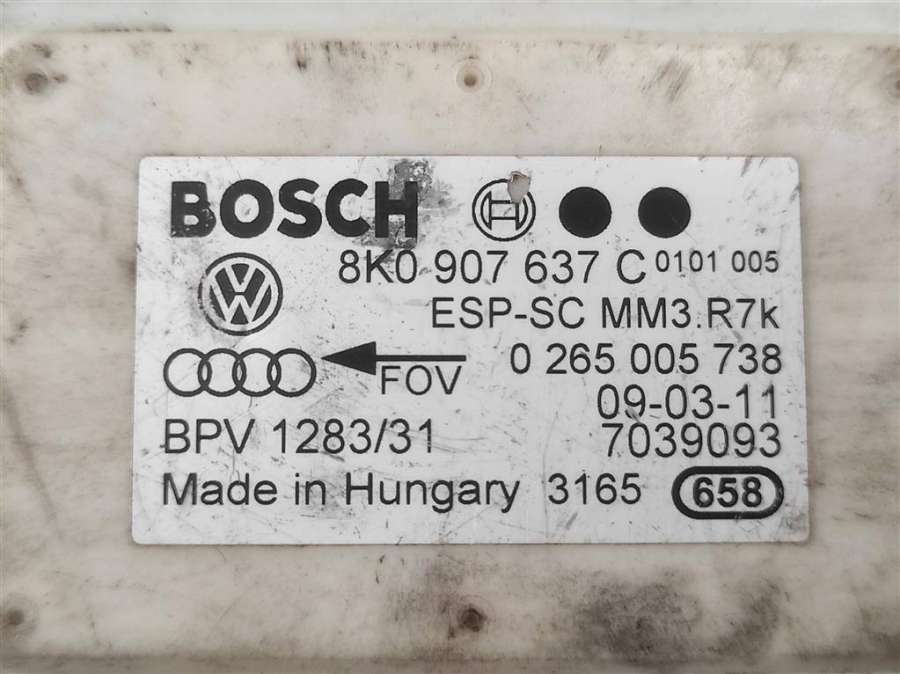 BOSCH
8K0 907 637 C 0101 005
ESP-SC MM3.R7k
0 265 005 738
FOV
09-03-11
BPV 1283/31 7039093
Made in Hungary 3165 658